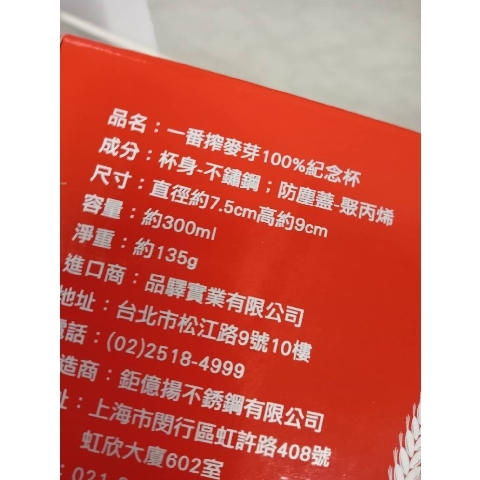 品名：一番搾麥芽100%紀念杯
成分：杯身-不鏽鋼；防塵蓋-聚丙烯
尺寸：直徑約7.5cm高約9cm
容量：約300ml
淨重：約135g
進口商：品驛實業有限公司
地址：台北市松江路9號10樓
電話：(02)2518-4999
造商：鉅億揚不銹鋼有限公司
址：上海市閔行區虹許路408號
虹欣大廈602室
021-